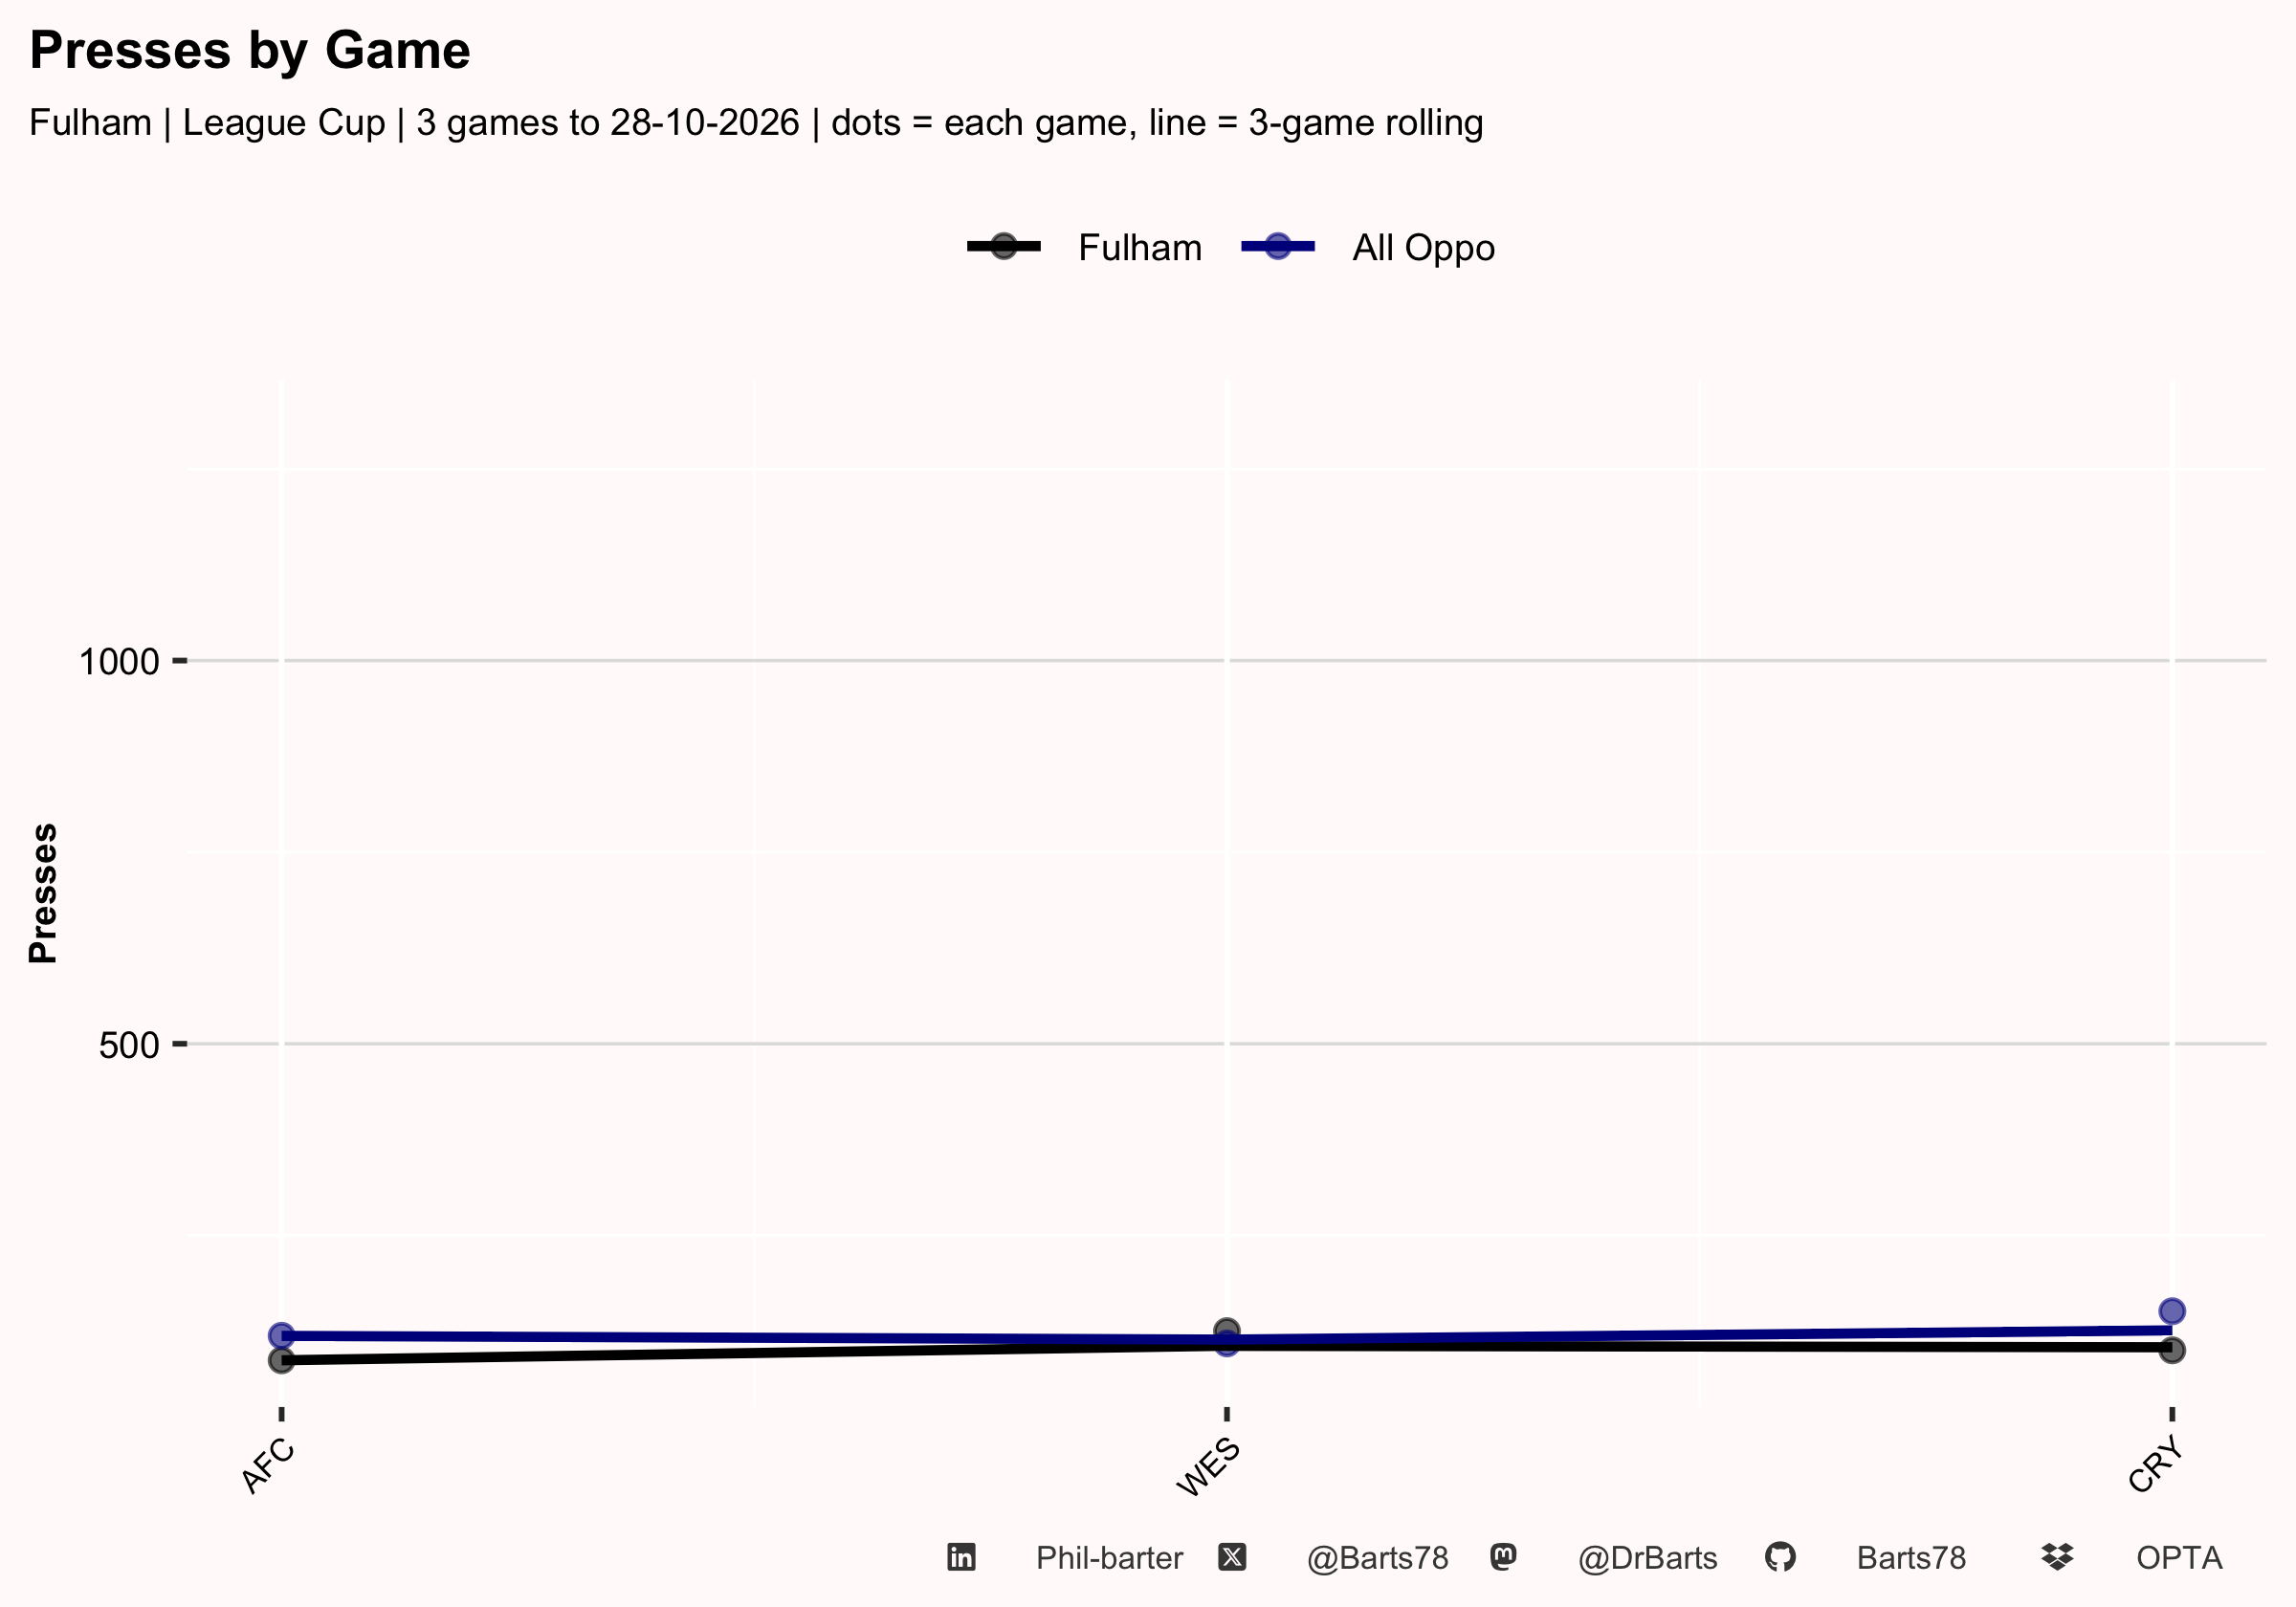 Presses by Game
Fulham | League Cup | 3 games to 28-10-2026 | dots = each game, line = 3-game rolling
Fulham
All Oppo
1000
500
Presses
AFC
WES
CRY
Phil-barter
@Barts78
@DrBarts
Barts78
OPTA